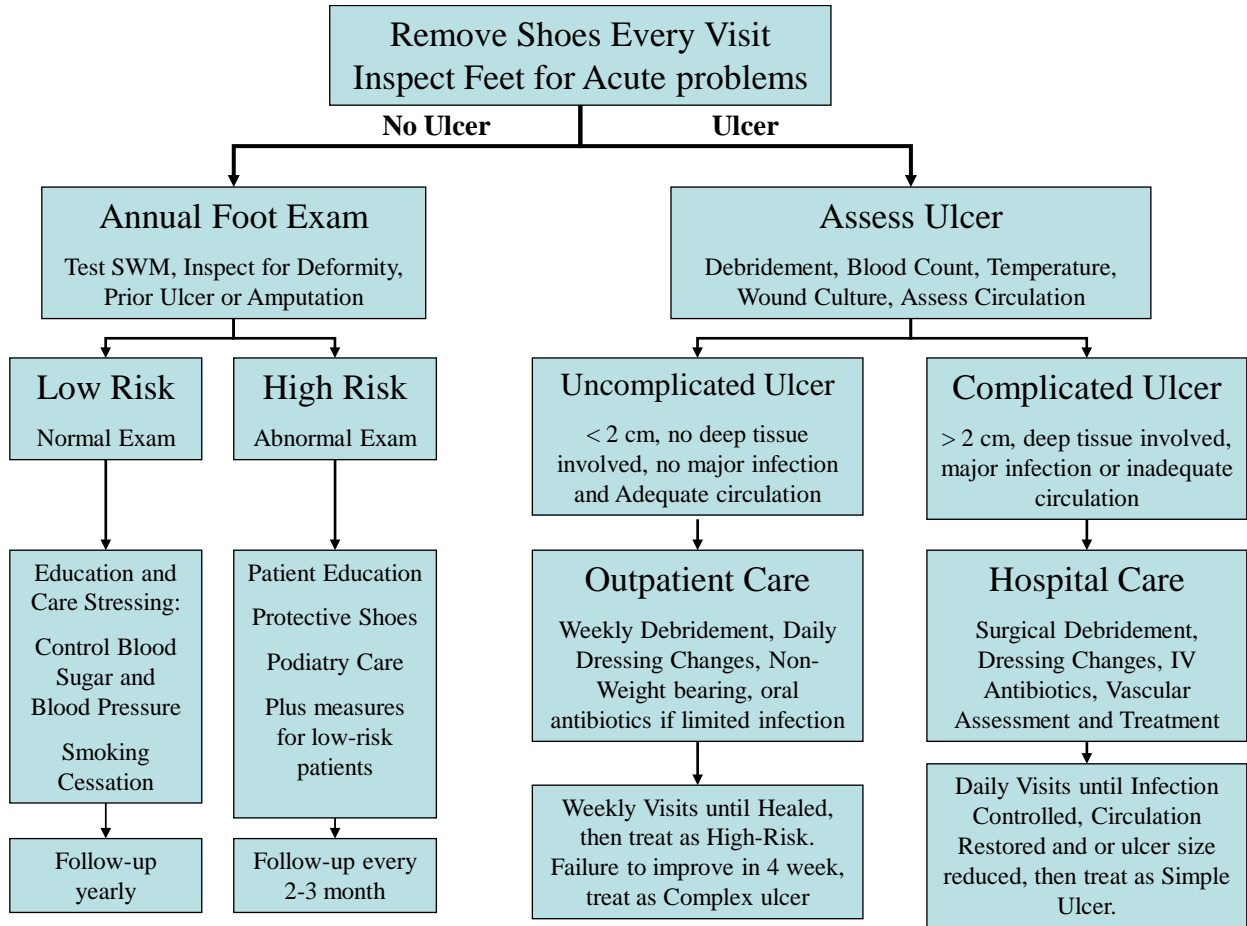 Remove Shoes Every Visit
Inspect Feet for Acute problems
No Ulcer
Ulcer
Annual Foot Exam
Test SWM, Inspect for Deformity,
Prior Ulcer or Amputation
Assess Ulcer
Debridement, Blood Count, Temperature,
Wound Culture, Assess Circulation
Low Risk
Normal Exam
High Risk
Abnormal Exam
Uncomplicated Ulcer
< 2 cm, no deep tissue
involved, no major infection
and Adequate circulation
Complicated Ulcer
> 2 cm, deep tissue involved,
major infection or inadequate
circulation
Education and
Care Stressing:
Control Blood
Sugar and
Blood Pressure
Smoking
Cessation
Patient Education
Protective Shoes
Podiatry Care
Plus measures
for low-risk
patients
Outpatient Care
Weekly Debridement, Daily
Dressing Changes, Non-
Weight bearing, oral
antibiotics if limited infection
Hospital Care
Surgical Debridement,
Dressing Changes, IV
Antibiotics, Vascular
Assessment and Treatment
Follow-up
yearly
Follow-up every
2-3 month
Weekly Visits until Healed,
then treat as High-Risk.
Failure to improve in 4 week,
treat as Complex ulcer
Daily Visits until Infection
Controlled, Circulation
Restored and or ulcer size
reduced, then treat as Simple
Ulcer.